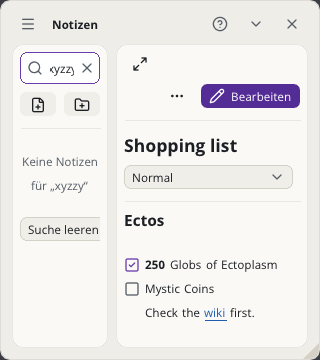 Notizen
xyzzy
Bearbeiten
Keine Notizen
für „xyzzy“
Suche leeren
Shopping list
Normal
Ectos
250 Globs of Ectoplasm
Mystic Coins
Check the wiki first.